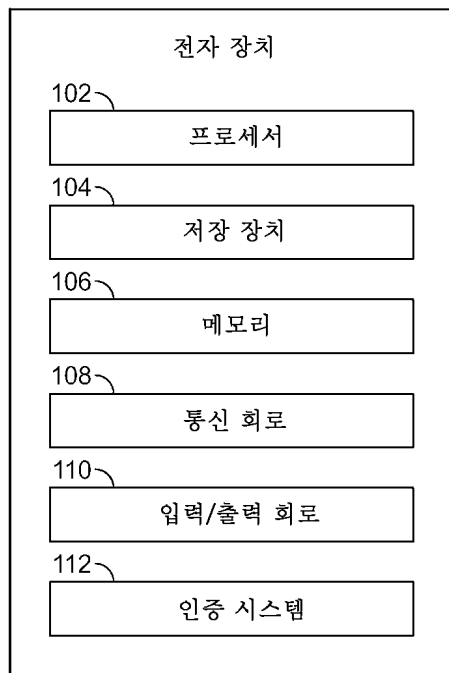 전자 장치
102
프로세서
104
저장 장치
106
메모리
108
통신 회로
110
입력/출력 회로
112
인증 시스템